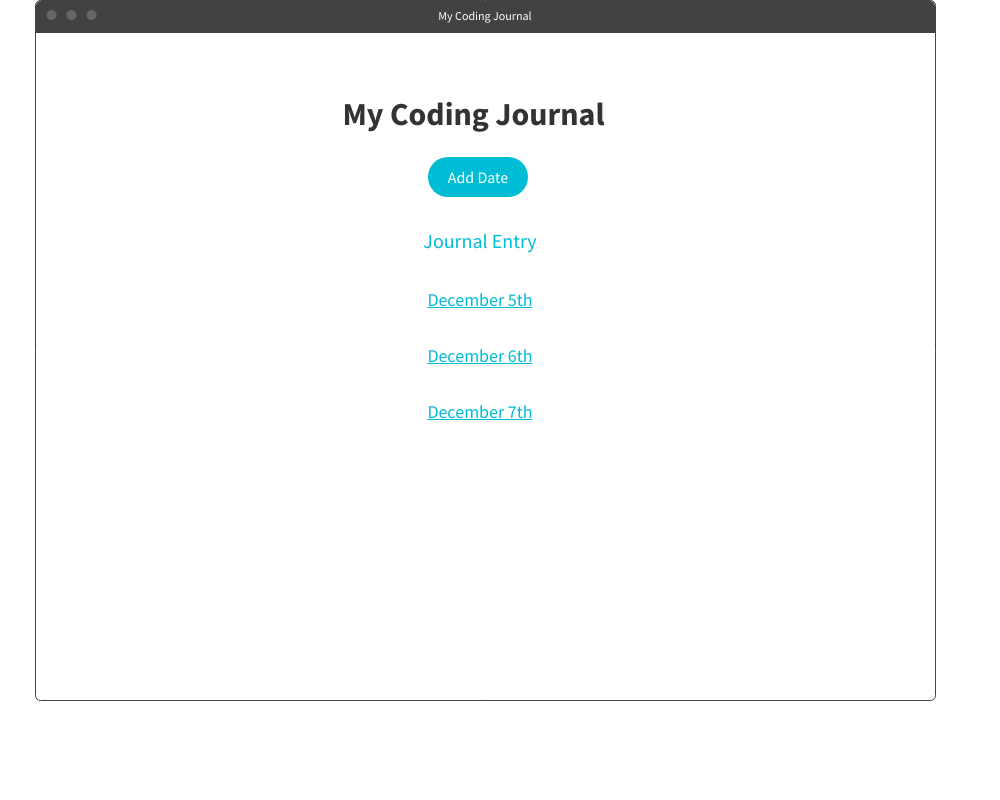 My Coding Journal
My Coding Journal
Add Date
Journal Entry
December 5th
December 6th
December 7th